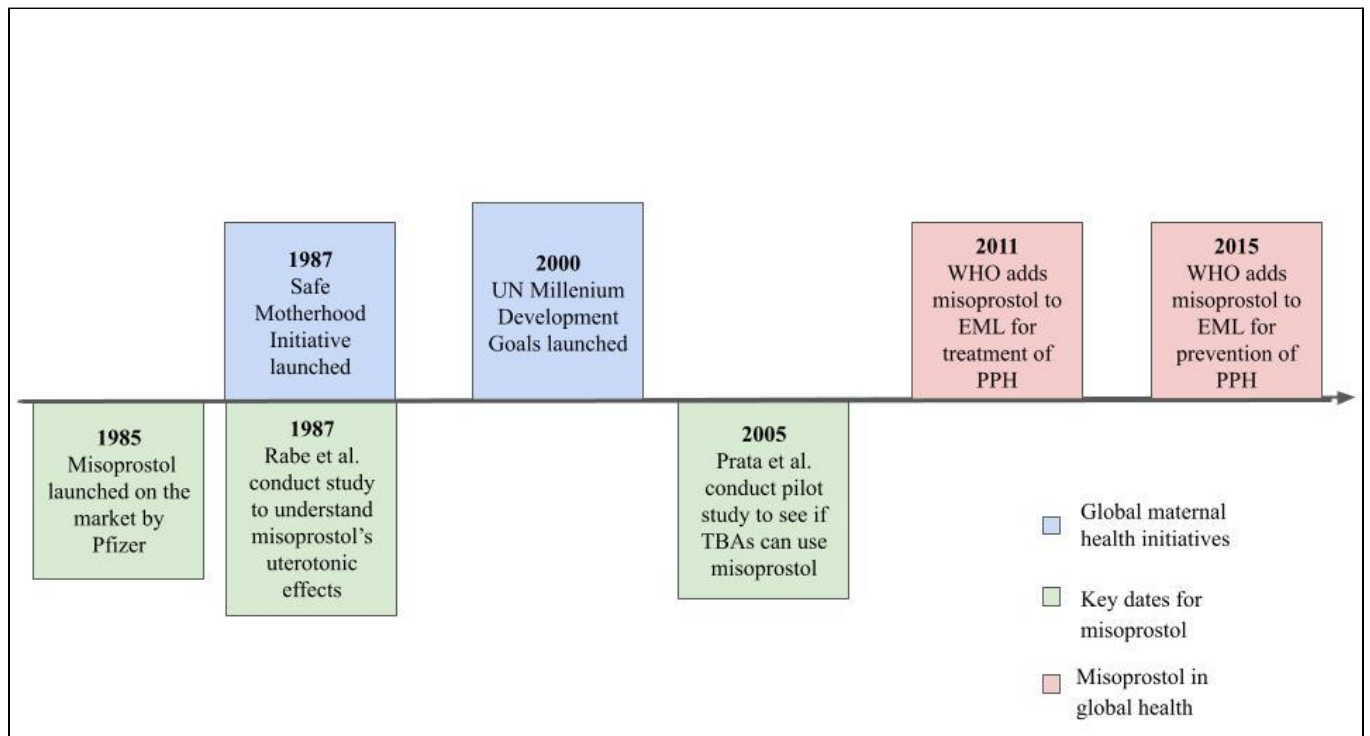 1987
Safe
Motherhood
Initiative
launched
2000
UN Millenium
Development
Goals launched
2011
WHO adds
misoprostol to
EML for
treatment of
PPH
2015
WHO adds
misoprostol to
EML for
prevention of
PPH
1985
Misoprostol
launched on the
market by
Pfizer
1987
Rabe et al.
conduct study
to understand
misoprostol's
uterotonic
effects
2005
Prata et al.
conduct pilot
study to see if
TBAs can use
misoprostol
Global maternal
health initiatives
Key dates for
misoprostol
Misoprostol in
global health